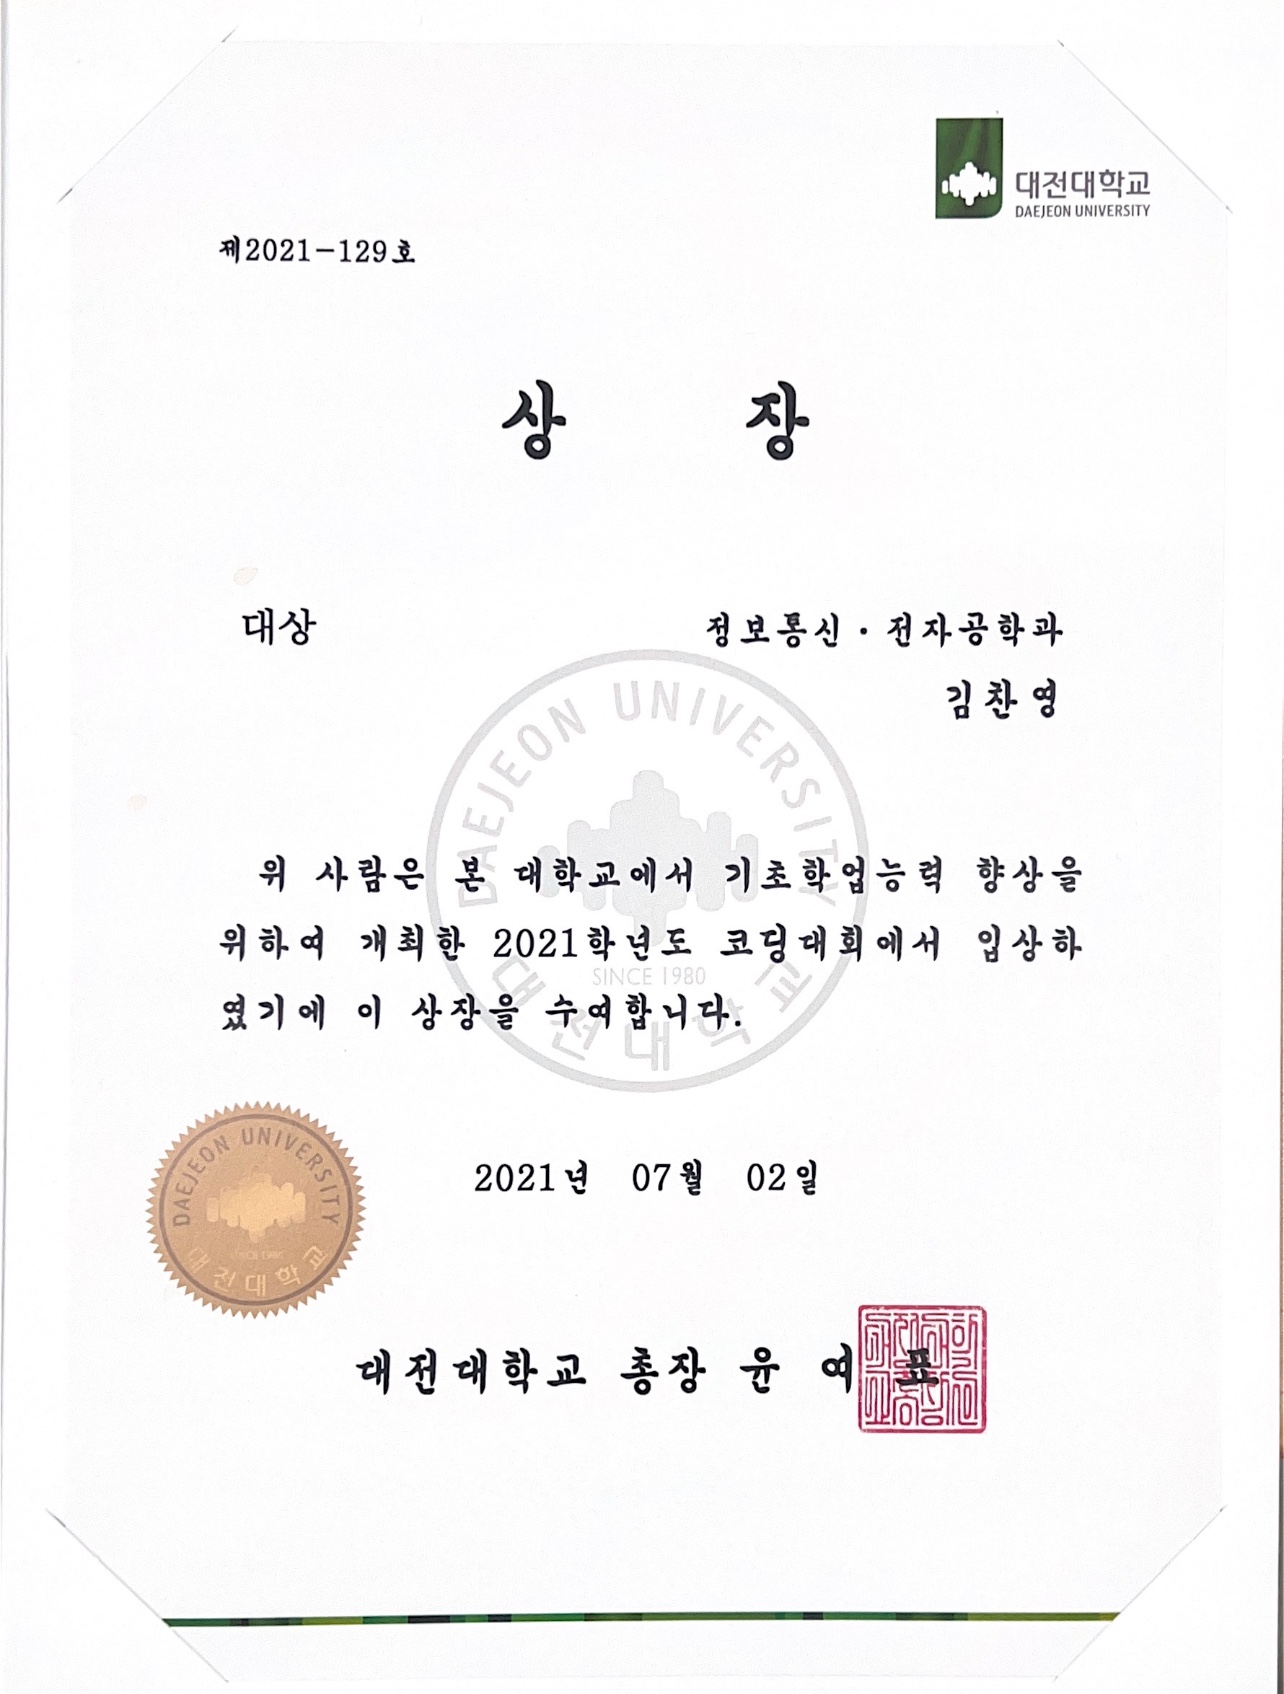 대전대학교
DAEJEON UNIVERSITY
제2021-129호
상 장
대상
정보통신·전자공학과
김찬영
위 사람은 본 대학교에서 기초학업능력 향상을
위하여 개최한 2021학년도 코딩대회에서 입상하
였기에 이 상장을 수여합니다.
DAEJEON UNIVERSITY
SINCE 1980
대전대학교
2021년 07월 02일
DAEJEON UNIVERSITY
SINCE 1980
대전대학교
대전대학교 총장 윤 여 표